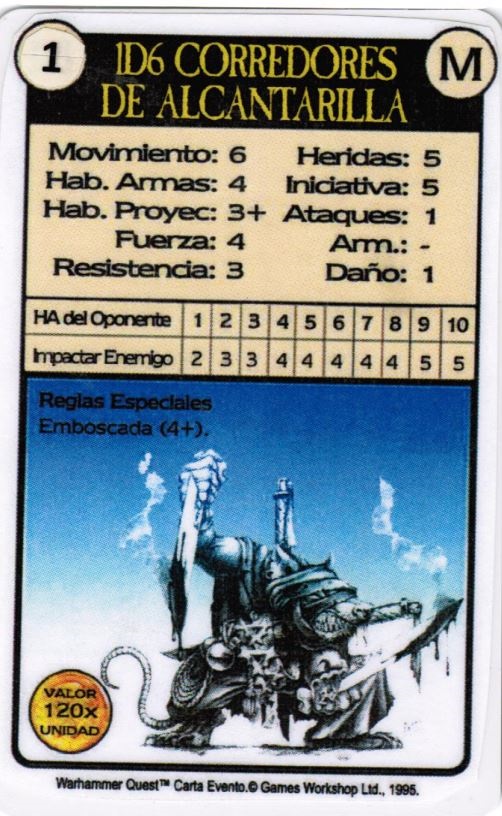 1
1D6 CORREDORES
DE ALCANTARILLA
M
Movimiento: 6 Heridas: 5
Hab. Armas: 4 Iniciativa: 5
Hab. Proyec: 3+ Ataques: 1
Fuerza: 4 Arm.: -
Resistencia: 3 Daño: 1
HA del Oponente 1 2 3 4 5 6 7 8 9 10
Impactar Enemigo 2 3 3 4 4 4 4 4 5 5
Reglas Especiales
Emboscada (4+).
VALOR
120x
UNIDAD
Warhammer Quest™ Carta Evento.© Games Workshop Ltd., 1995.